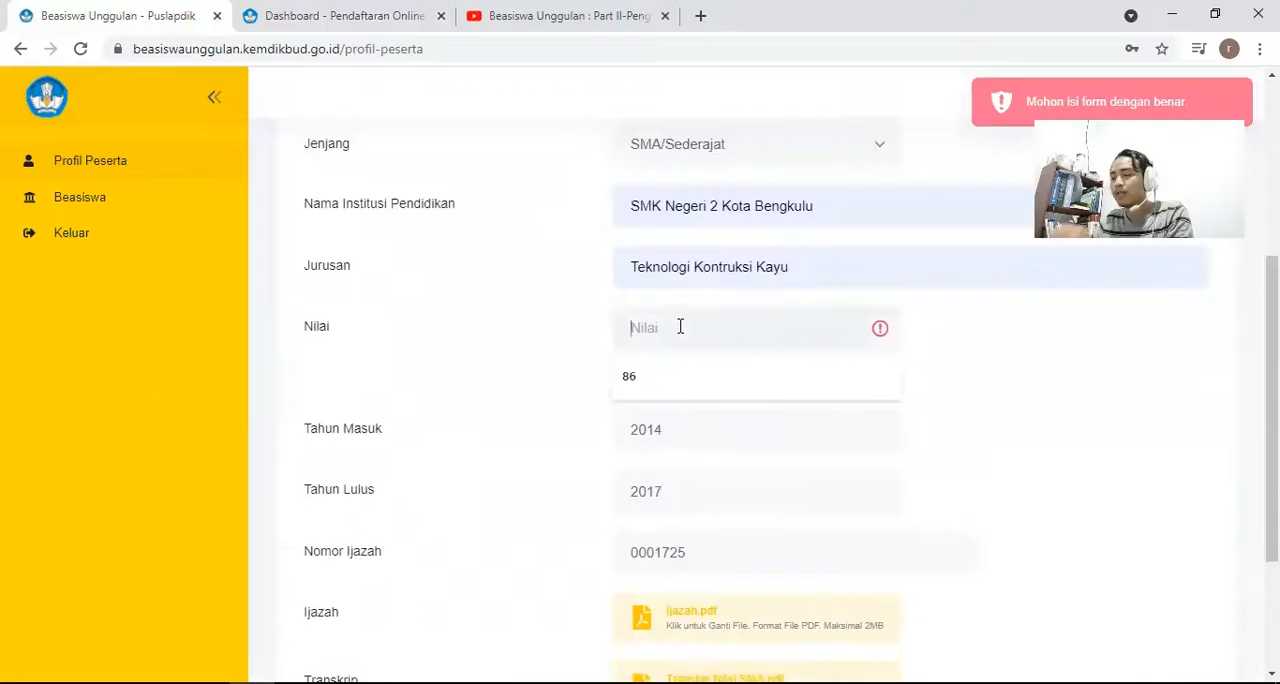 Beasiswa Unggulan - Puslapdik
Dashboard - Pendaftaran Online
Beasiswa Unggulan : Part II-Peng
beasiswaunggulan.kemdikbud.go.id/profil-peserta
r
Mohon isi form dengan benar.
Profil Peserta
Beasiswa
Keluar
Jenjang
SMA/Sederajat
Nama Institusi Pendidikan
SMK Negeri 2 Kota Bengkulu
Jurusan
Teknologi Kontruksi Kayu
Nilai
Nilai
86
Tahun Masuk
2014
Tahun Lulus
2017
Nomor Ijazah
0001725
Ijazah
Ijazah.pdf
Klik untuk Ganti File. Format File PDF. Maksimal 2MB
Transkrip